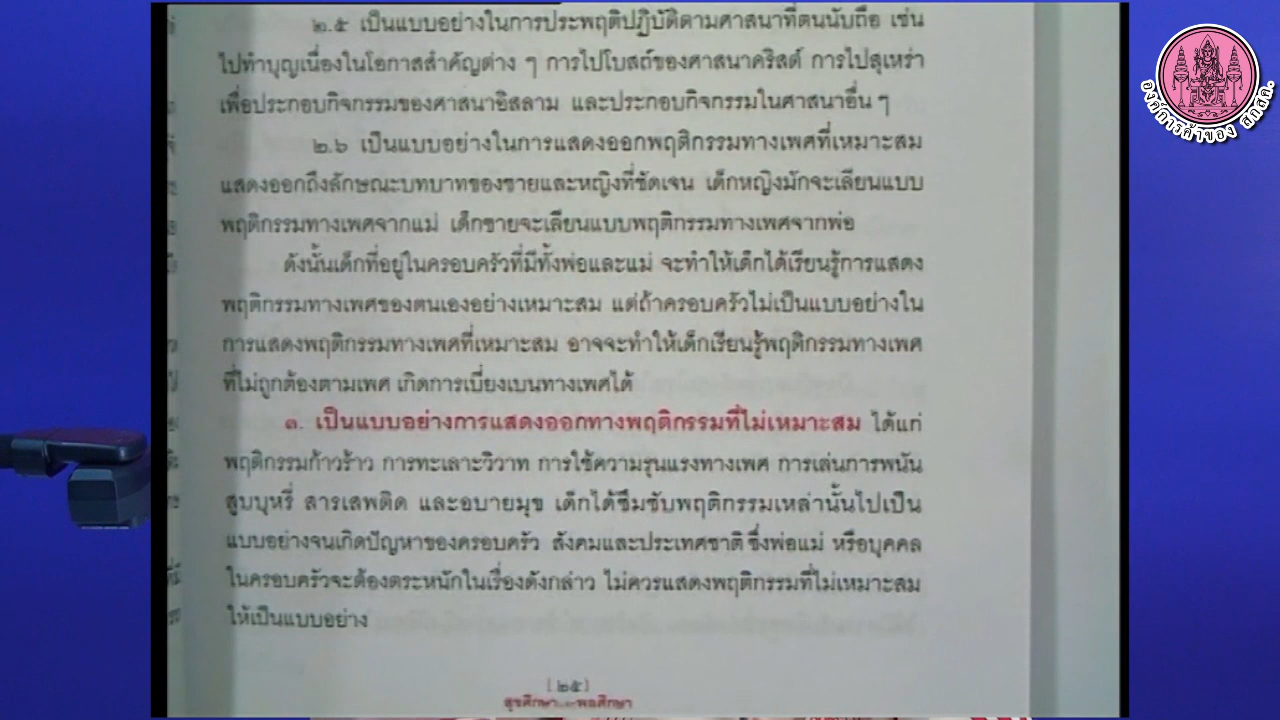 ๒.๕ เป็นแบบอย่างในการประพฤติปฏิบัติตามศาสนาที่ตนนับถือ เช่น
ไปทำบุญเนื่องในโอกาสสำคัญต่าง ๆ การไปโบสถ์ของศาสนาคริสต์ การไปสุเหร่า
เพื่อประกอบกิจกรรมของศาสนาอิสลาม และประกอบกิจกรรมในศาสนาอื่น ๆ
๒.๖ เป็นแบบอย่างในการแสดงออกพฤติกรรมทางเพศที่เหมาะสม
แสดงออกถึงลักษณะบทบาทของชายและหญิงที่ชัดเจน เด็กหญิงมักจะเลียนแบบ
พฤติกรรมทางเพศจากแม่ เด็กชายจะเลียนแบบพฤติกรรมทางเพศจากพ่อ
ดังนั้นเด็กที่อยู่ในครอบครัวที่มีทั้งพ่อและแม่ จะทำให้เด็กได้เรียนรู้การแสดง
พฤติกรรมทางเพศของตนเองอย่างเหมาะสม แต่ถ้าครอบครัวไม่เป็นแบบอย่างใน
การแสดงพฤติกรรมทางเพศที่เหมาะสม อาจจะทำให้เด็กเรียนรู้พฤติกรรมทางเพศ
ที่ไม่ถูกต้องตามเพศ เกิดการเบี่ยงเบนทางเพศได้
๓. เป็นแบบอย่างการแสดงออกทางพฤติกรรมที่ไม่เหมาะสม ได้แก่
พฤติกรรมก้าวร้าว การทะเลาะวิวาท การใช้ความรุนแรงทางเพศ การเล่นการพนัน
สูบบุหรี่ สารเสพติด และอบายมุข เด็กได้ซึมซับพฤติกรรมเหล่านั้นไปเป็น
แบบอย่างจนเกิดปัญหาของครอบครัว สังคมและประเทศชาติ ซึ่งพ่อแม่ หรือบุคคล
ในครอบครัวจะต้องตระหนักในเรื่องดังกล่าว ไม่ควรแสดงพฤติกรรมที่ไม่เหมาะสม
ให้เป็นแบบอย่าง
[ ๒๕ ]
สุขศึกษา พลศึกษา
องค์การค้าของ สกสค.